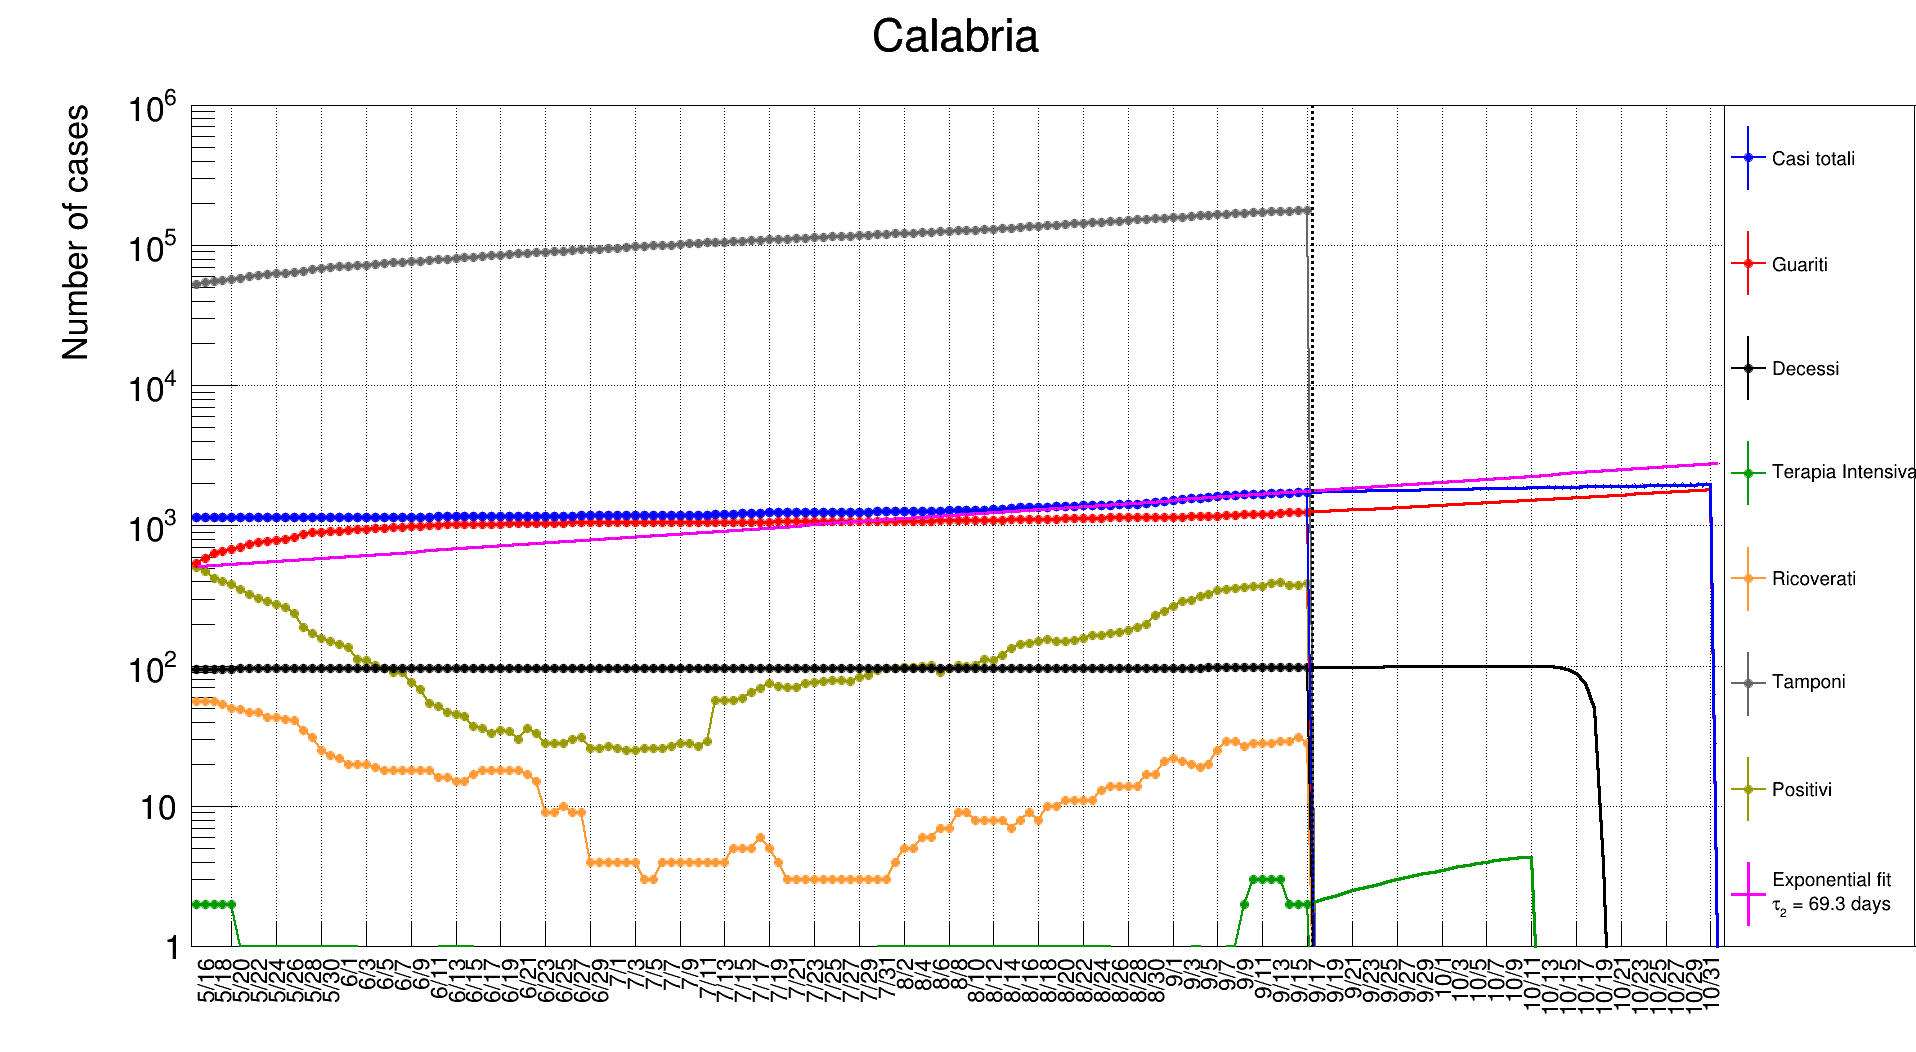 Calabria
Number of cases
10^6
10^5
10^4
10^3
10^2
10
1
5/16 5/18 5/20 5/22 5/24 5/26 5/28 5/30 6/1 6/3 6/5 6/7 6/9 6/11 6/13 6/15 6/17 6/19 6/21 6/23 6/25 6/27 6/29 7/1 7/3 7/5 7/7 7/9 7/11 7/13 7/15 7/17 7/19 7/21 7/23 7/25 7/27 7/29 7/31 8/2 8/4 8/6 8/8 8/10 8/12 8/14 8/16 8/18 8/20 8/22 8/24 8/26 8/28 8/30 9/1 9/3 9/5 9/7 9/9 9/11 9/13 9/15 9/17 9/19 9/21 9/23 9/25 9/27 9/29 10/1 10/3 10/5 10/7 10/9 10/11 10/13 10/15 10/17 10/19 10/21 10/23 10/25 10/27 10/29 10/31
Casi totali
Guariti
Decessi
Terapia Intensiva
Ricoverati
Tamponi
Positivi
Exponential fit
τ₂ = 69.3 days